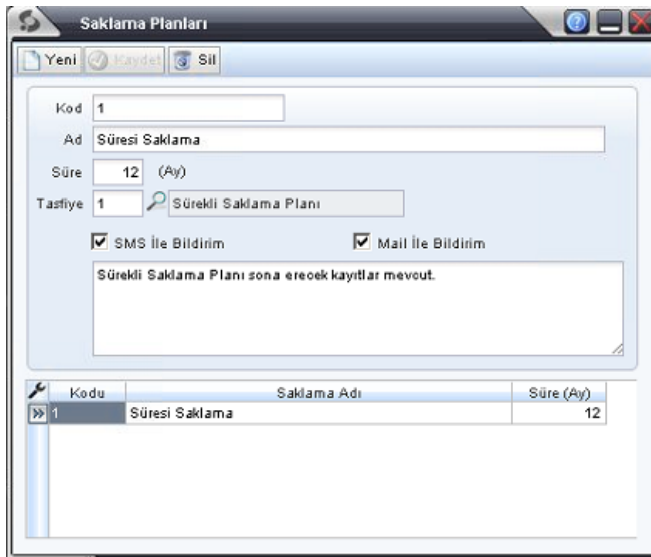 Saklama Planları
Yeni Kaydet Sil
Kod 1
Ad Süresi Saklama
Süre 12 (Ay)
Tasfiye 1 Sürekli Saklama Planı
SMS İle Bildirim Mail İle Bildirim
Sürekli Saklama Planı sona erecek kayıtlar mevcut.
Kodu Saklama Adı Süre (Ay)
1 Süresi Saklama 12